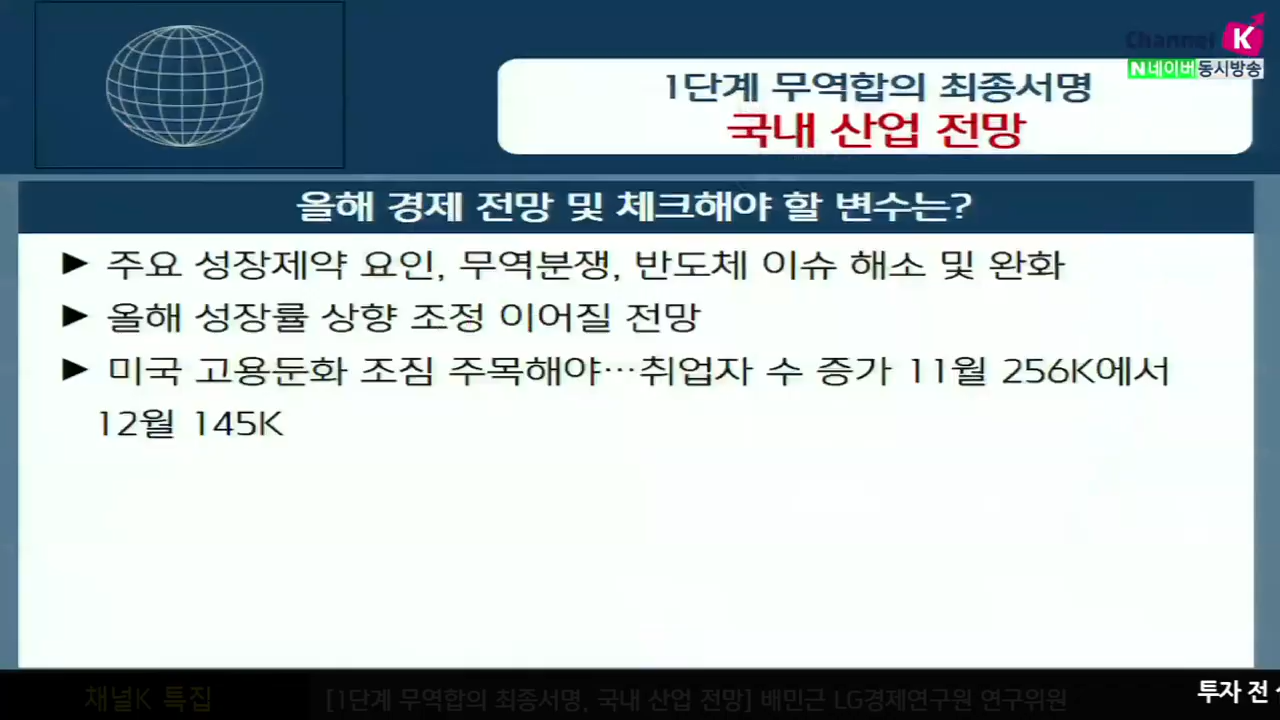 Channel K
N네이버 동시방송
1단계 무역합의 최종서명
국내 산업 전망
올해 경제 전망 및 체크해야 할 변수는?
▶ 주요 성장제약 요인, 무역분쟁, 반도체 이슈 해소 및 완화
▶ 올해 성장률 상향 조정 이어질 전망
▶ 미국 고용둔화 조짐 주목해야…취업자 수 증가 11월 256K에서
12월 145K
채널K 특집 [1단계 무역합의 최종서명, 국내 산업 전망] 배민근 LG경제연구원 연구위원 투자 전